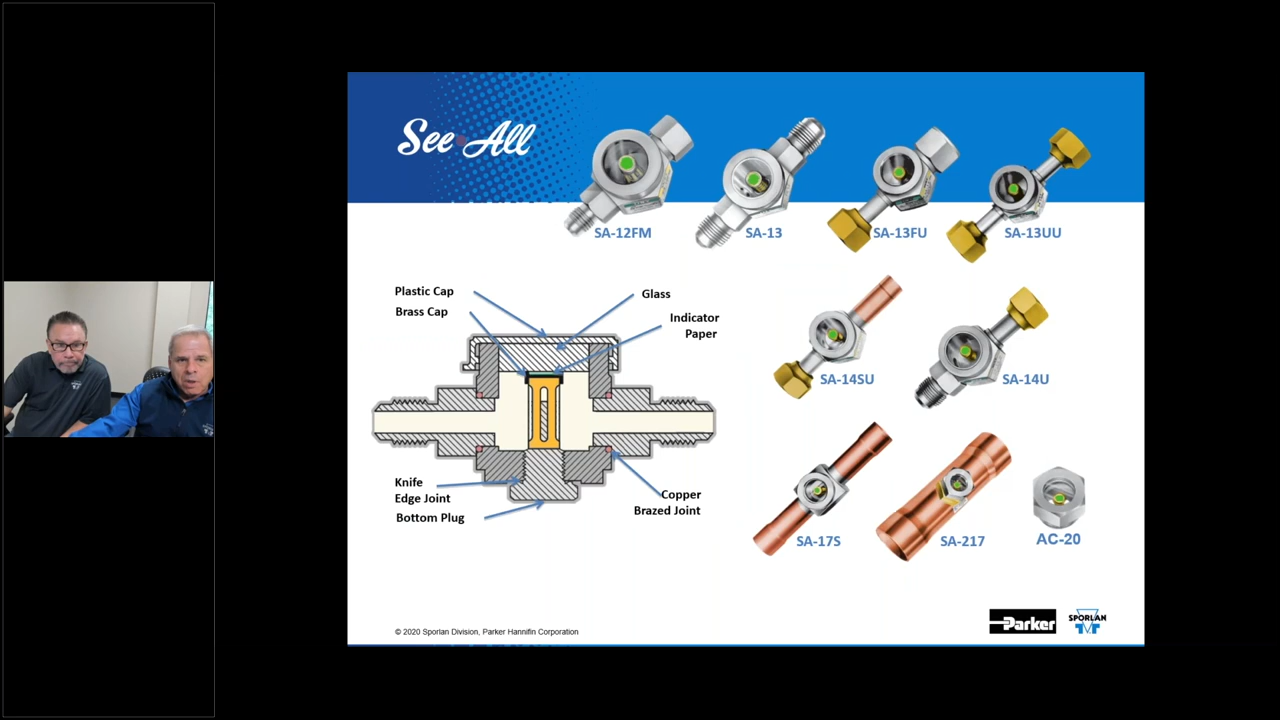 See•All
SA-12FM
SA-13
SA-13FU
SA-13UU
Plastic Cap
Brass Cap
Glass
Indicator
Paper
SA-14SU
SA-14U
Knife
Edge Joint
Bottom Plug
Copper
Brazed Joint
SA-17S
SA-217
AC-20
© 2020 Sporlan Division, Parker Hannifin Corporation
Parker
SPORLAN